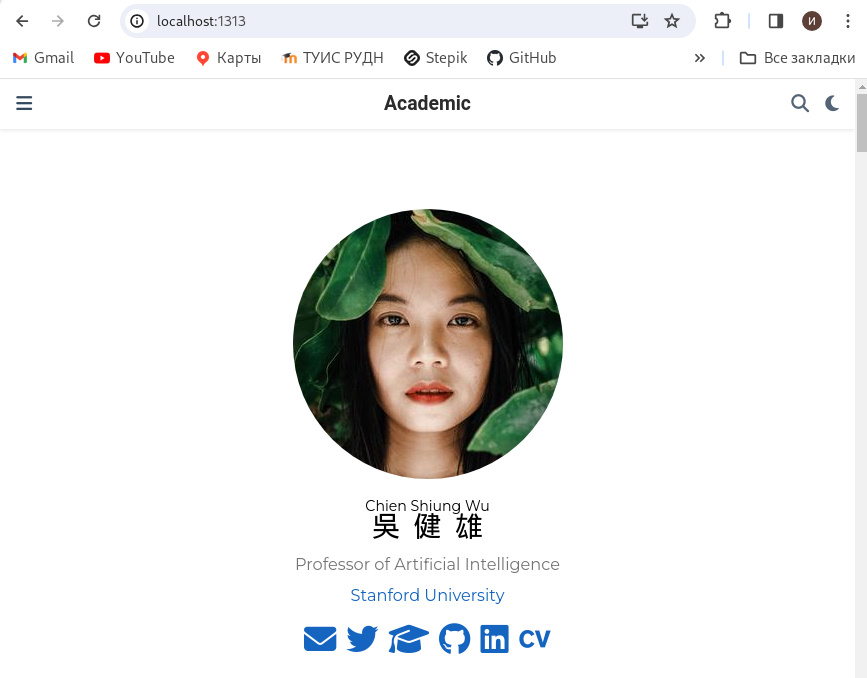 localhost:1313
И
Gmail YouTube Карты ТУИС РУДН Stepik GitHub » Все закладки
Academic
Chien Shiung Wu
吳健雄
Professor of Artificial Intelligence
Stanford University
CV